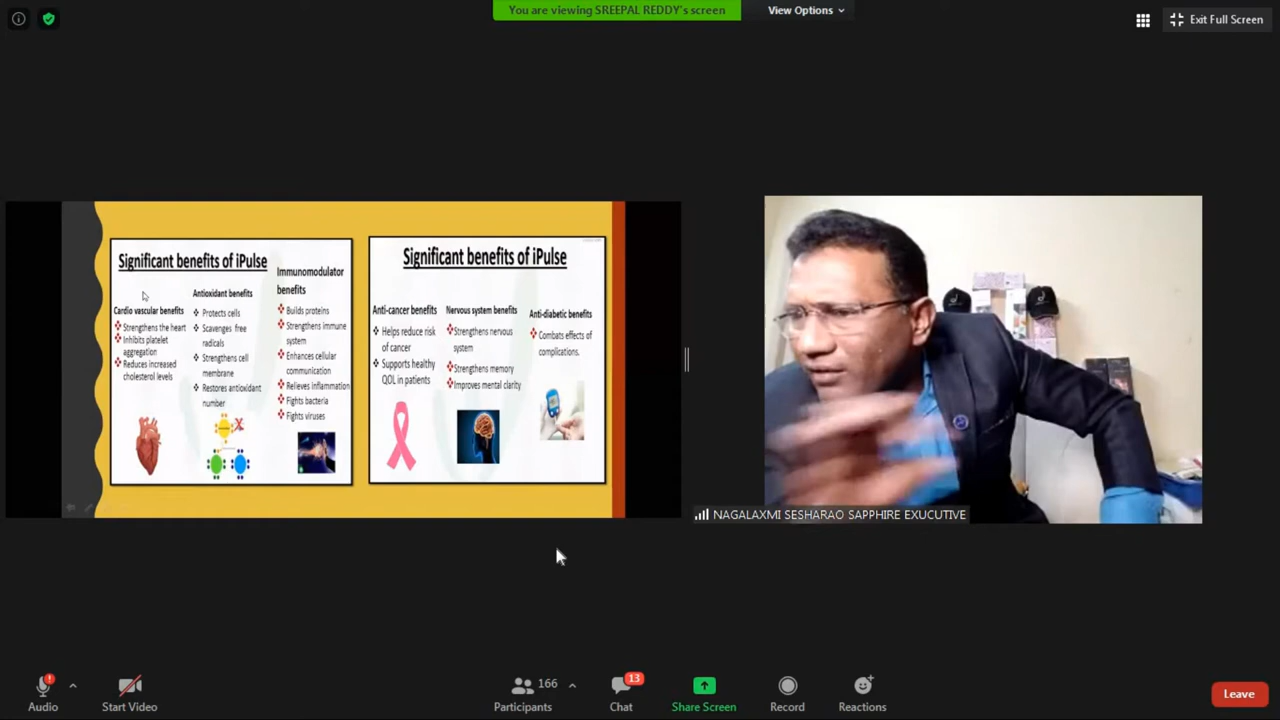 You are viewing SREEPAL REDDY's screen
View Options
Exit Full Screen
Significant benefits of iPulse
Cardio vascular benefits
Strengthens the heart
Inhibits platelet
aggregation
Reduces increased
cholesterol levels
Antioxidant benefits
Protects cells
Scavenges free
radicals
Strengthens cell
membrane
Restores antioxidant
number
Immunomodulator
benefits
Builds proteins
Strengthens immune
system
Enhances cellular
communication
Relieves inflammation
Fights bacteria
Fights viruses
Significant benefits of iPulse
Anti-cancer benefits
Helps reduce risk
of cancer
Supports healthy
QOL in patients
Nervous system benefits
Strengthens nervous
system
Strengthens memory
Improves mental clarity
Anti-diabetic benefits
Combats effects of
complications.
NAGALAXMI SESHARAO SAPPHIRE EXUCUTIVE
Audio
Start Video
166
Participants
13
Chat
Share Screen
Record
Reactions
Leave